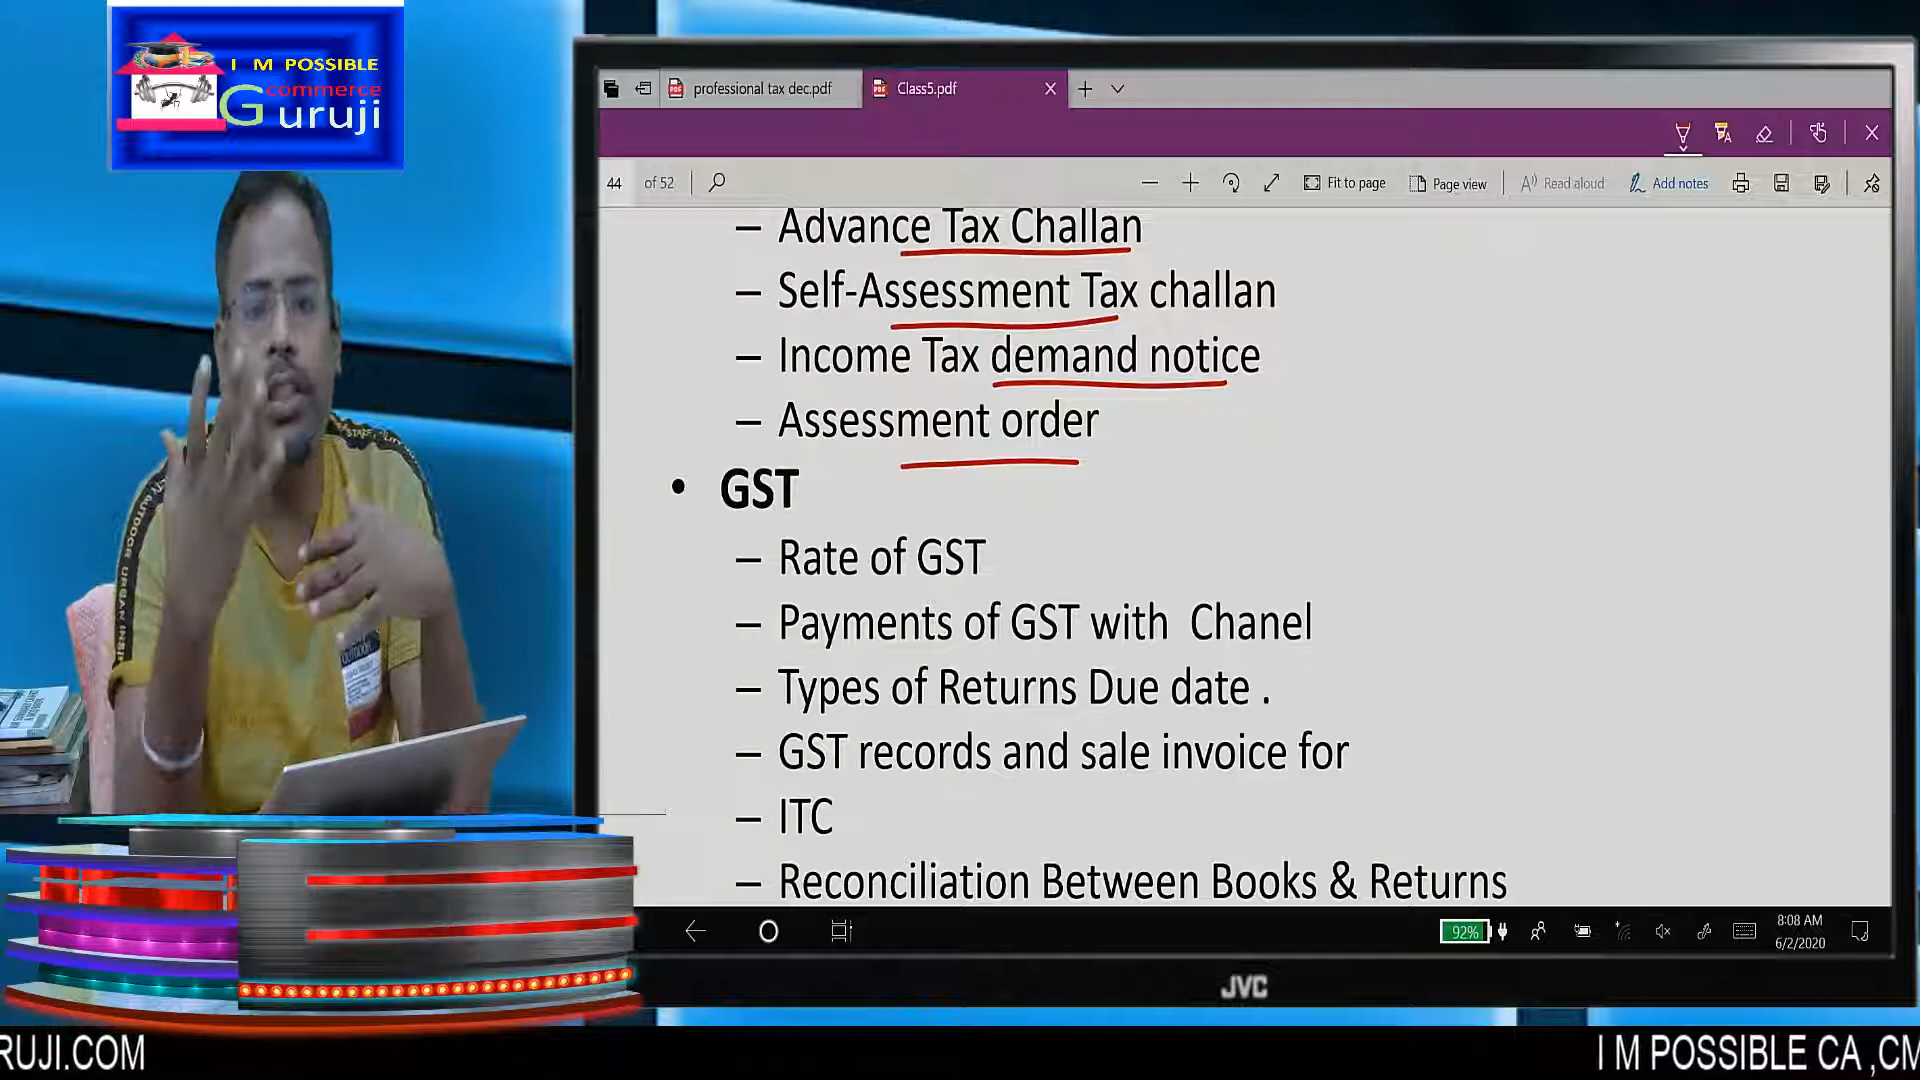 I M POSSIBLE
commerce
Guruji
professional tax dec.pdf
Class5.pdf
44 of 52
Fit to page
Page view
Read aloud
Add notes
– Advance Tax Challan
– Self-Assessment Tax challan
– Income Tax demand notice
– Assessment order
• GST
– Rate of GST
– Payments of GST with Chanel
– Types of Returns Due date .
– GST records and sale invoice for
– ITC
– Reconciliation Between Books & Returns
92%
8:08 AM
6/2/2020
JVC
RUJI.COM
I M POSSIBLE CA ,CM